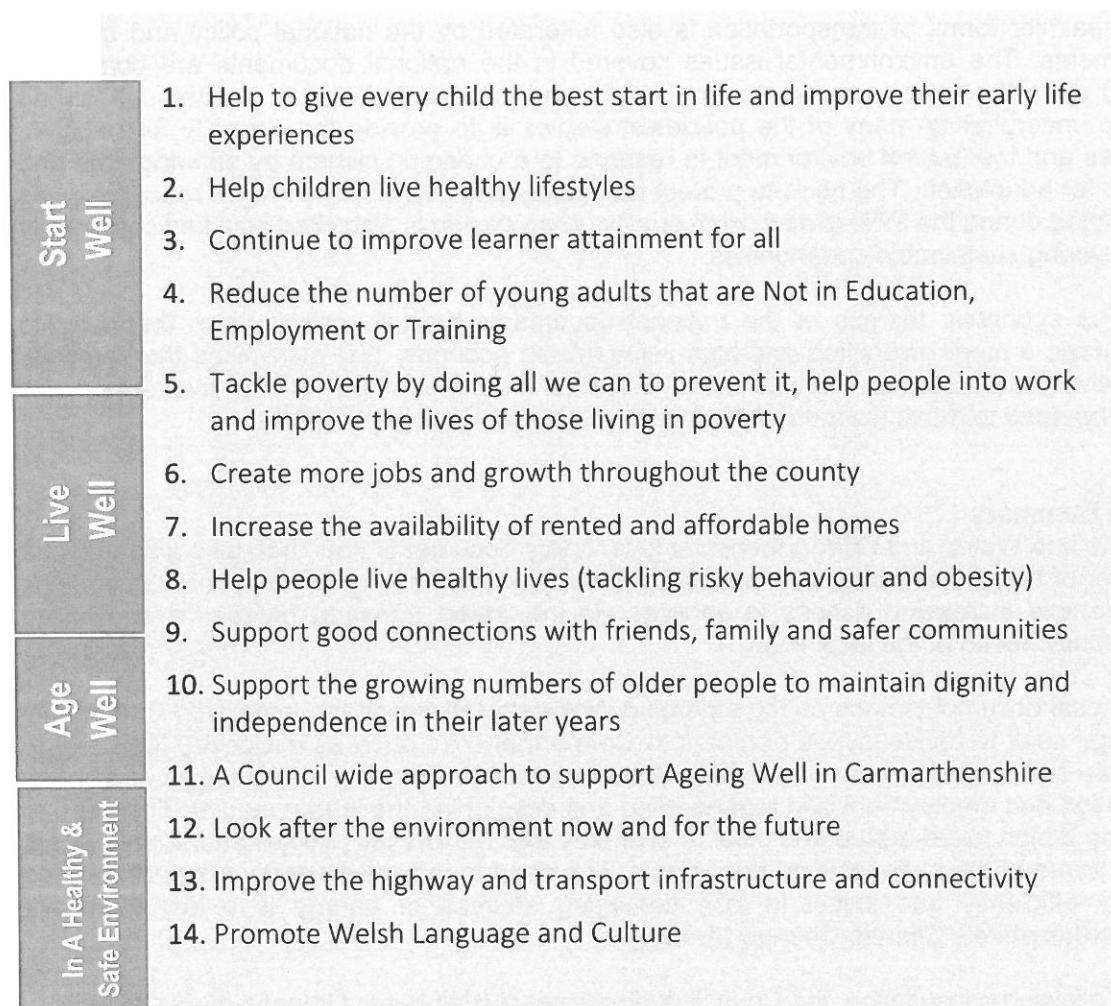 Start
Well
1. Help to give every child the best start in life and improve their early life
experiences
2. Help children live healthy lifestyles
3. Continue to improve learner attainment for all
4. Reduce the number of young adults that are Not in Education,
Employment or Training
5. Tackle poverty by doing all we can to prevent it, help people into work
and improve the lives of those living in poverty
Live
Well
6. Create more jobs and growth throughout the county
7. Increase the availability of rented and affordable homes
8. Help people live healthy lives (tackling risky behaviour and obesity)
9. Support good connections with friends, family and safer communities
Age
Well
10. Support the growing numbers of older people to maintain dignity and
independence in their later years
11. A Council wide approach to support Ageing Well in Carmarthenshire
In A Healthy &
Safe Environment
12. Look after the environment now and for the future
13. Improve the highway and transport infrastructure and connectivity
14. Promote Welsh Language and Culture